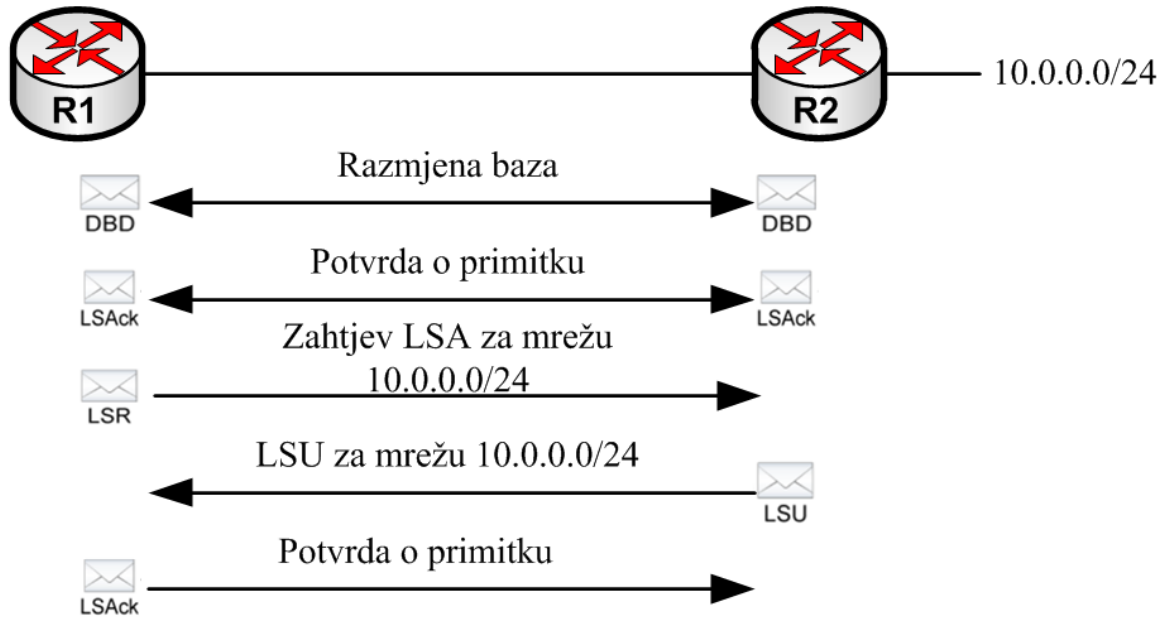 R1
R2
10.0.0.0/24
Razmjena baza
DBD
DBD
Potvrda o primitku
LSAck
LSAck
Zahtjev LSA za mrežu
10.0.0.0/24
LSR
LSU za mrežu 10.0.0.0/24
LSU
Potvrda o primitku
LSAck